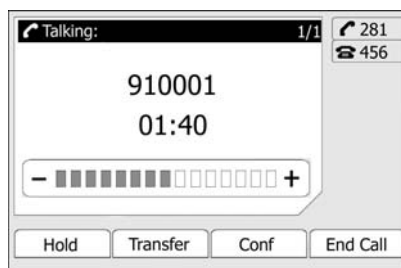 Talking: 1/1
281
456
910001
01:40
- +
Hold Transfer Conf End Call